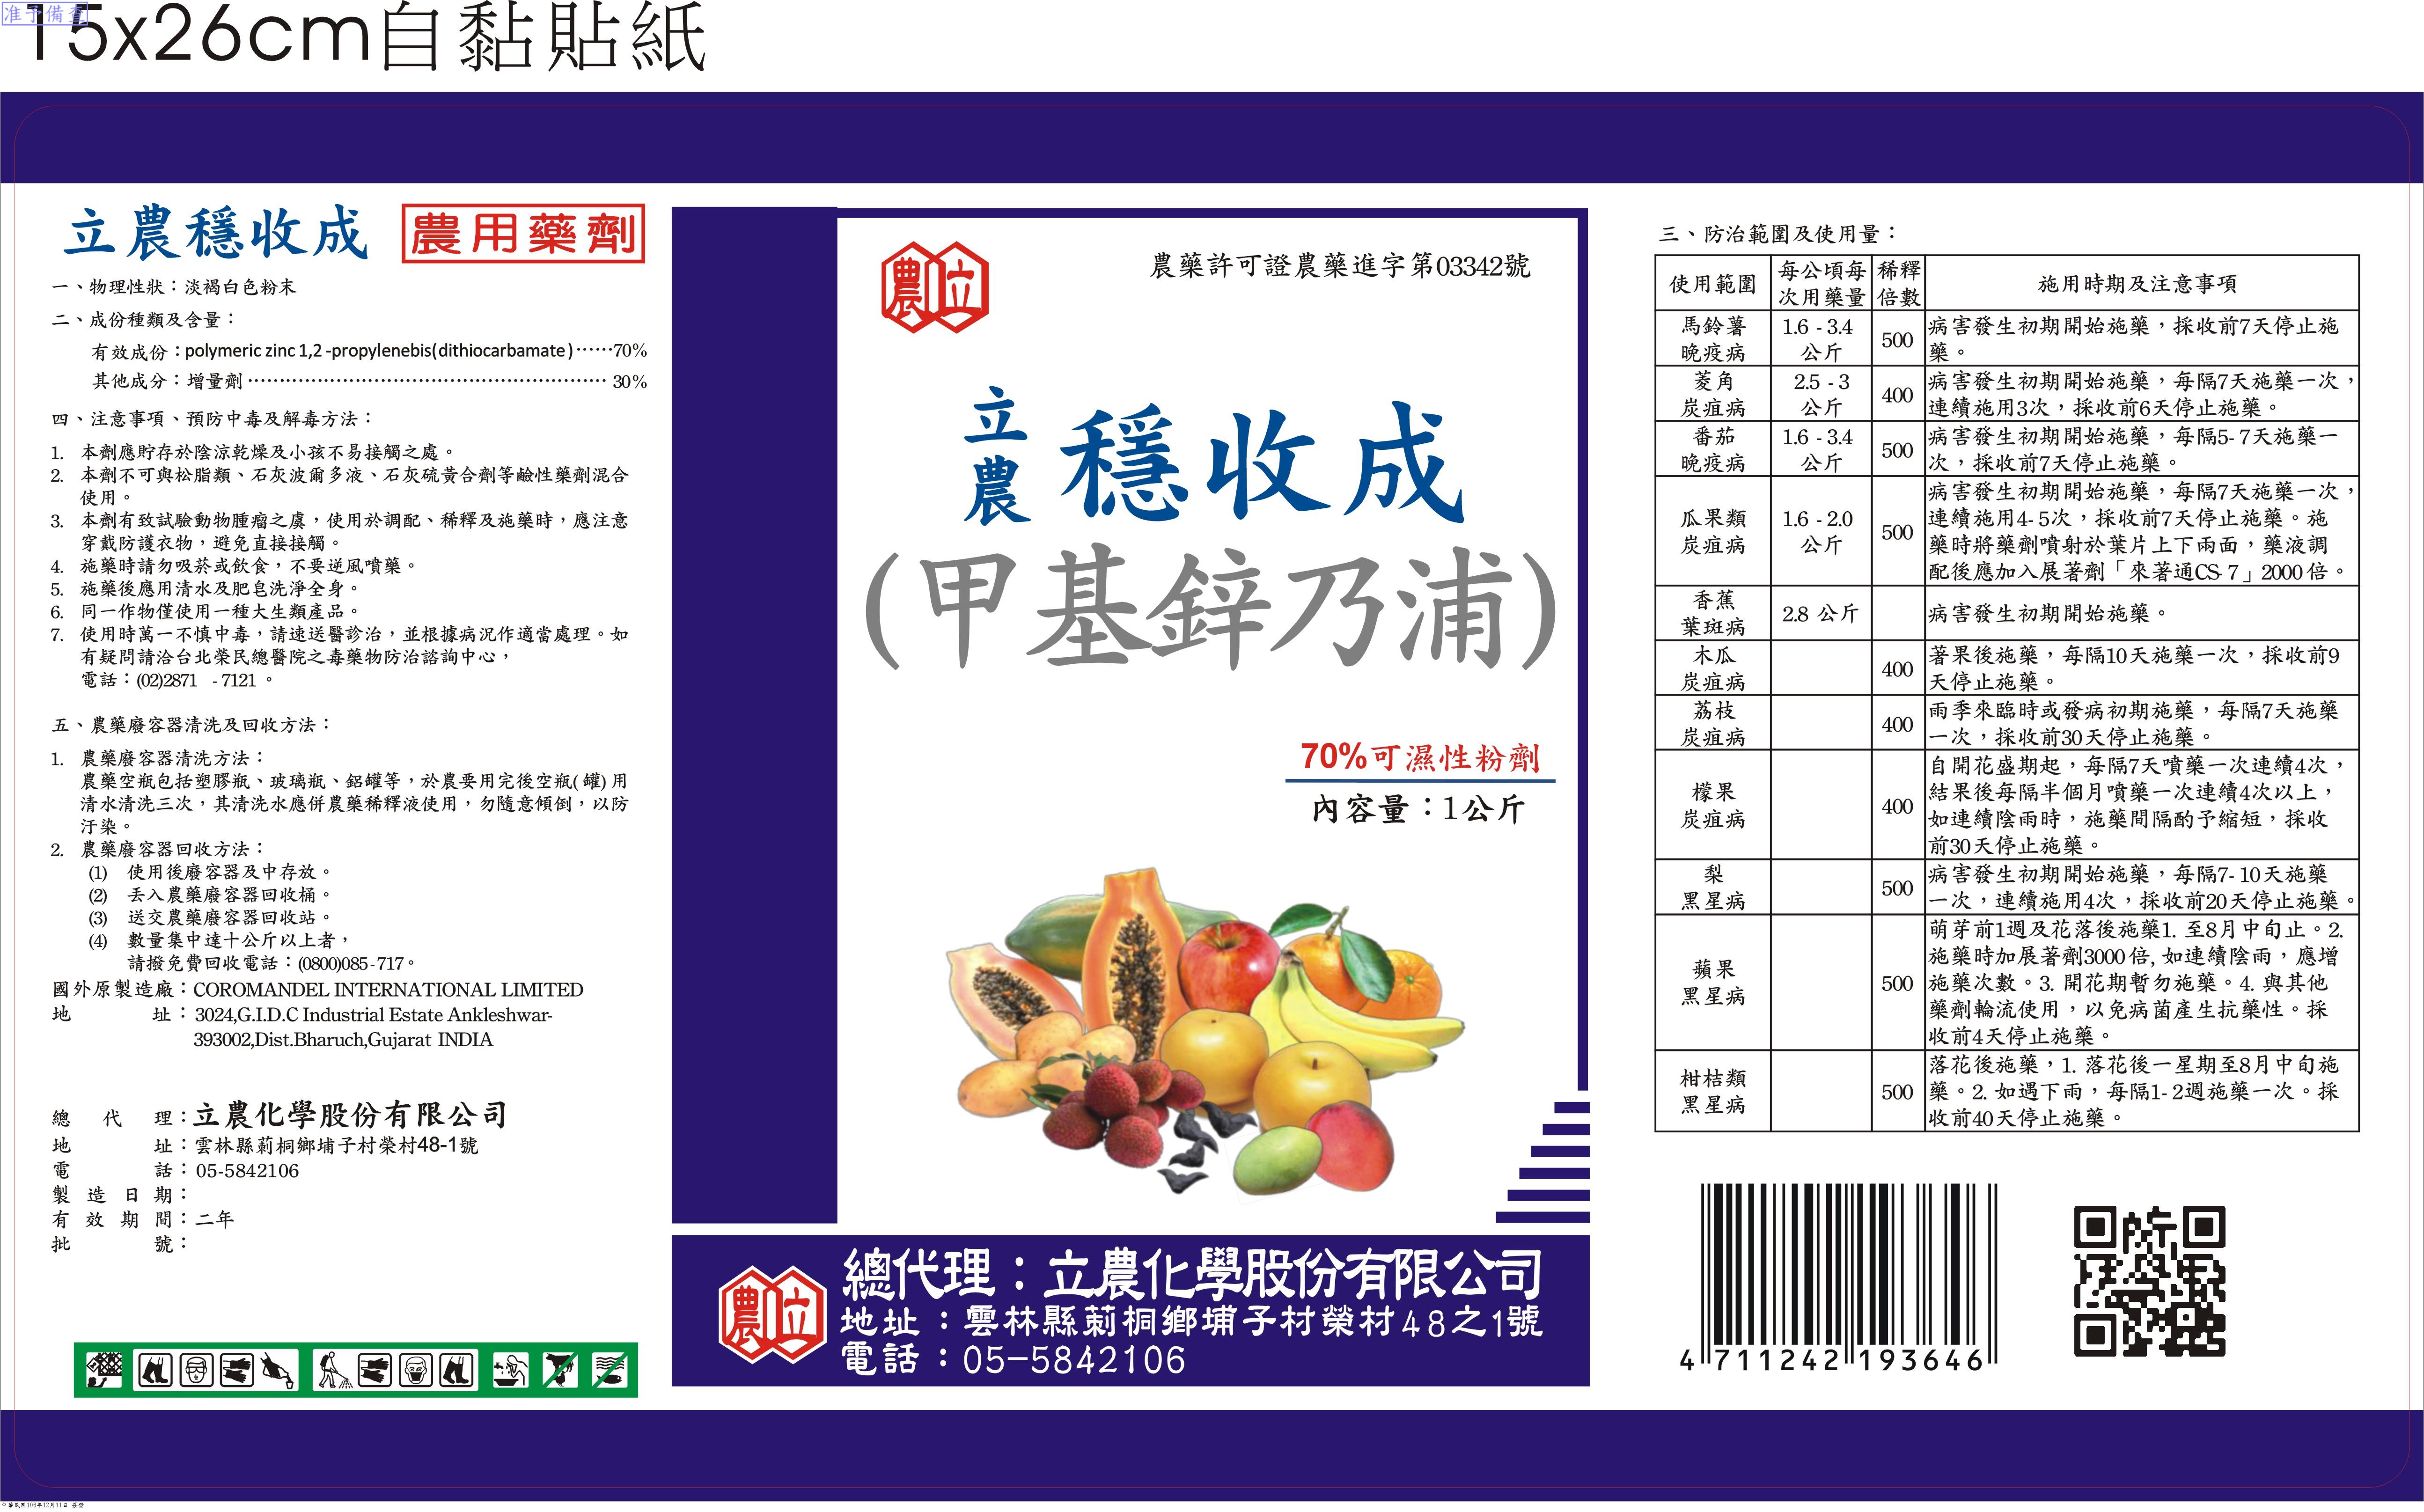 准予備查
15x26cm自黏貼紙
立農穩收成 農用藥劑
一、物理性狀：淡褐白色粉末
二、成份種類及含量：
有效成份：polymeric zinc 1,2 -propylenebis(dithiocarbamate)……70%
其他成分：增量劑………………………………………………… 30%
四、注意事項、預防中毒及解毒方法：
1. 本劑應貯存於陰涼乾燥及小孩不易接觸之處。
2. 本劑不可與松脂類、石灰波爾多液、石灰硫黃合劑等鹼性藥劑混合
使用。
3. 本劑有致試驗動物腫瘤之虞，使用於調配、稀釋及施藥時，應注意
穿戴防護衣物，避免直接接觸。
4. 施藥時請勿吸菸或飲食，不要逆風噴藥。
5. 施藥後應用清水及肥皂洗淨全身。
6. 同一作物僅使用一種大生類產品。
7. 使用時萬一不慎中毒，請速送醫診治，並根據病況作適當處理。如
有疑問請洽台北榮民總醫院之毒藥物防治諮詢中心，
電話：(02)2871 - 7121。
五、農藥廢容器清洗及回收方法：
1. 農藥廢容器清洗方法：
農藥空瓶包括塑膠瓶、玻璃瓶、鋁罐等，於農要用完後空瓶(罐)用
清水清洗三次，其清洗水應併農藥稀釋液使用，勿隨意傾倒，以防
汙染。
2. 農藥廢容器回收方法：
(1) 使用後廢容器及中存放。
(2) 丟入農藥廢容器回收桶。
(3) 送交農藥廢容器回收站。
(4) 數量集中達十公斤以上者，
請撥免費回收電話：(0800)085-717。
國外原製造廠：COROMANDEL INTERNATIONAL LIMITED
地址：3024,G.I.D.C Industrial Estate Ankleshwar-
393002,Dist.Bharuch,Gujarat INDIA
總代理：立農化學股份有限公司
地址：雲林縣莿桐鄉埔子村榮村48-1號
電話：05-5842106
製造日期：
有效期間：二年
批號：
農立
農藥許可證農藥進字第03342號
立農 穩收成
(甲基鋅乃浦)
70%可濕性粉劑
內容量：1公斤
農立
總代理：立農化學股份有限公司
地址：雲林縣莿桐鄉埔子村榮村48之1號
電話：05-5842106
三、防治範圍及使用量：
使用範圍 每公頃每次用藥量 稀釋倍數 施用時期及注意事項
馬鈴薯 1.6 - 3.4 500 病害發生初期開始施藥，採收前7天停止施
晚疫病 公斤 藥。
菱角 2.5 - 3 400 病害發生初期開始施藥，每隔7天施藥一次，
炭疽病 公斤 連續施用3次，採收前6天停止施藥。
番茄 1.6 - 3.4 500 病害發生初期開始施藥，每隔5-7天施藥一
晚疫病 公斤 次，採收前7天停止施藥。
病害發生初期開始施藥，每隔7天施藥一次，
瓜果類 1.6 - 2.0 500 連續施用4-5次，採收前7天停止施藥。施
炭疽病 公斤 藥時將藥劑噴射於葉片上下兩面，藥液調
配後應加入展著劑「來著通CS-7」2000倍。
香蕉 2.8 公斤 病害發生初期開始施藥。
葉斑病
木瓜 400 著果後施藥，每隔10天施藥一次，採收前9
炭疽病 天停止施藥。
荔枝 400 雨季來臨時或發病初期施藥，每隔7天施藥
炭疽病 一次，採收前30天停止施藥。
自開花盛期起，每隔7天噴藥一次連續4次，
檬果 400 結果後每隔半個月噴藥一次連續4次以上，
炭疽病 如連續陰雨時，施藥間隔酌予縮短，採收
前30天停止施藥。
梨 500 病害發生初期開始施藥，每隔7-10天施藥
黑星病 一次，連續施用4次，採收前20天停止施藥。
萌芽前1週及花落後施藥1. 至8月中旬止。2.
施藥時加展著劑3000倍,如連續陰雨，應增
蘋果 500 施藥次數。3. 開花期暫勿施藥。4. 與其他
黑星病 藥劑輪流使用，以免病菌產生抗藥性。採
收前4天停止施藥。
柑桔類 500 落花後施藥，1. 落花後一星期至8月中旬施
黑星病 藥。2. 如遇下雨，每隔1-2週施藥一次。採
收前40天停止施藥。
4 711242 193646
中華民國106年12月11日 簽發